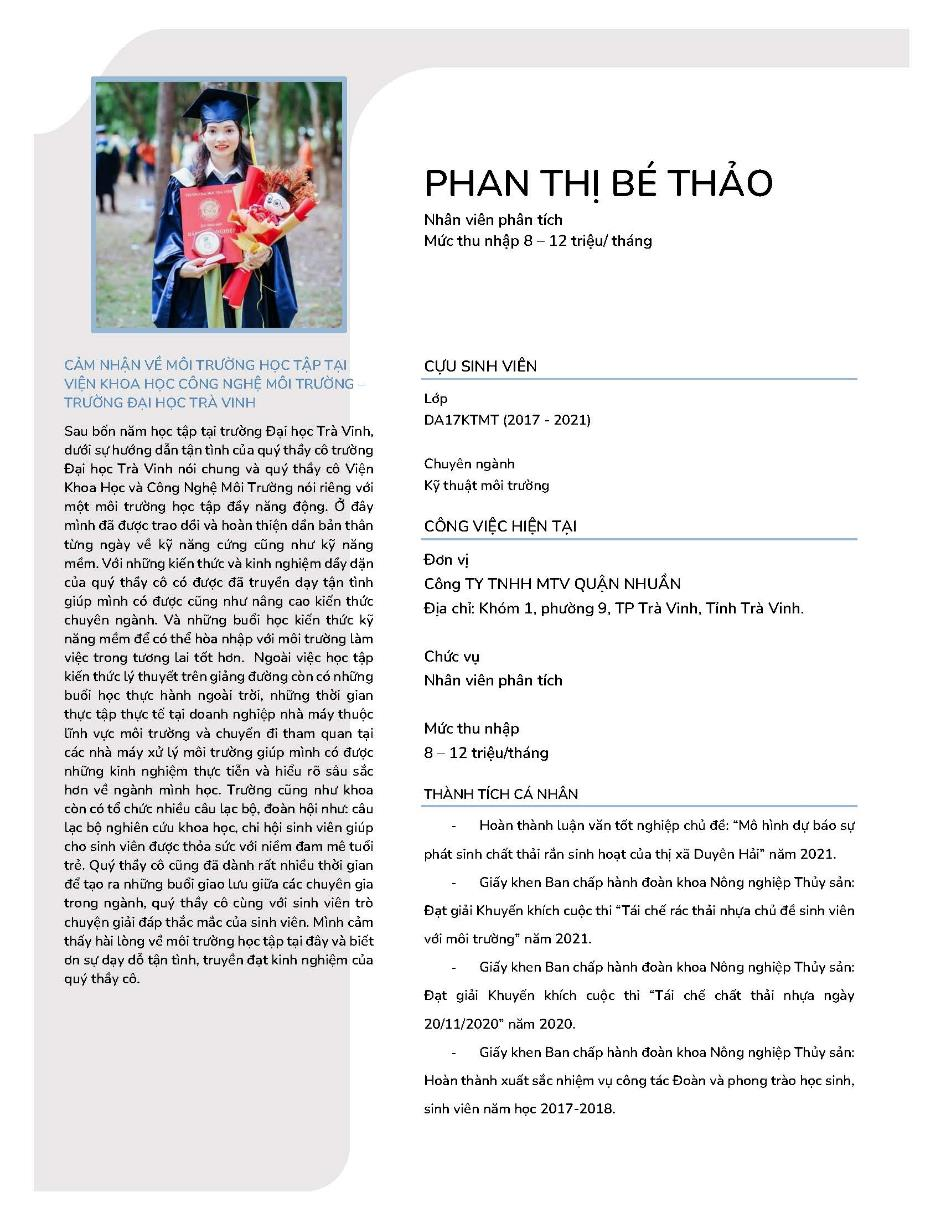 PHAN THỊ BÉ THẢO
Nhân viên phân tích
Mức thu nhập 8 – 12 triệu/ tháng
CẢM NHẬN VỀ MÔI TRƯỜNG HỌC TẬP TẠI
VIỆN KHOA HỌC CÔNG NGHỆ MÔI TRƯỜNG –
TRƯỜNG ĐẠI HỌC TRÀ VINH
Sau bốn năm học tập tại trường Đại học Trà Vinh,
dưới sự hướng dẫn tận tình của quý thầy cô trường
Đại học Trà Vinh nói chung và quý thầy cô Viện
Khoa Học và Công Nghệ Môi Trường nói riêng với
một môi trường học tập đầy năng động. Ở đây
mình đã được trao dồi và hoàn thiện dần bản thân
từng ngày về kỹ năng cứng cũng như kỹ năng
mềm. Với những kiến thức và kinh nghiệm dầy dặn
của quý thầy cô có được đã truyền dạy tận tình
giúp mình có được cũng như nâng cao kiến thức
chuyên ngành. Và những buổi học kiến thức kỹ
năng mềm để có thể hòa nhập với môi trường làm
việc trong tương lai tốt hơn. Ngoài việc học tập
kiến thức lý thuyết trên giảng đường còn có những
buổi học thực hành ngoài trời, những thời gian
thực tập thực tế tại doanh nghiệp nhà máy thuộc
lĩnh vực môi trường và chuyến đi tham quan tại
các nhà máy xử lý môi trường giúp mình có được
những kinh nghiệm thực tiễn và hiểu rõ sâu sắc
hơn về ngành mình học. Trường cũng như khoa
còn có tổ chức nhiều câu lạc bộ, đoàn hội như: câu
lạc bộ nghiên cứu khoa học, chi hội sinh viên giúp
cho sinh viên được thỏa sức với niềm đam mê tuổi
trẻ. Quý thầy cô cũng đã dành rất nhiều thời gian
để tạo ra những buổi giao lưu giữa các chuyên gia
trong ngành, quý thầy cô cùng với sinh viên trò
chuyện giải đáp thắc mắc của sinh viên. Mình cảm
thấy hài lòng về môi trường học tập tại đây và biết
ơn sự dạy dỗ tận tình, truyền đạt kinh nghiệm của
quý thầy cô.
CỰU SINH VIÊN
Lớp
DA17KTMT (2017 - 2021)
Chuyên ngành
Kỹ thuật môi trường
CÔNG VIỆC HIỆN TẠI
Đơn vị
Công TY TNHH MTV QUẬN NHUẦN
Địa chỉ: Khóm 1, phường 9, TP Trà Vinh, Tỉnh Trà Vinh.
Chức vụ
Nhân viên phân tích
Mức thu nhập
8 – 12 triệu/tháng
THÀNH TÍCH CÁ NHÂN
- Hoàn thành luận văn tốt nghiệp chủ đề: “Mô hình dự báo sự
phát sinh chất thải rắn sinh hoạt của thị xã Duyên Hải” năm 2021.
- Giấy khen Ban chấp hành đoàn khoa Nông nghiệp Thủy sản:
Đạt giải Khuyến khích cuộc thi “Tái chế rác thải nhựa chủ đề sinh viên
với môi trường” năm 2021.
- Giấy khen Ban chấp hành đoàn khoa Nông nghiệp Thủy sản:
Đạt giải Khuyến khích cuộc thi “Tái chế chất thải nhựa ngày
20/11/2020” năm 2020.
- Giấy khen Ban chấp hành đoàn khoa Nông nghiệp Thủy sản:
Hoàn thành xuất sắc nhiệm vụ công tác Đoàn và phong trào học sinh,
sinh viên năm học 2017-2018.